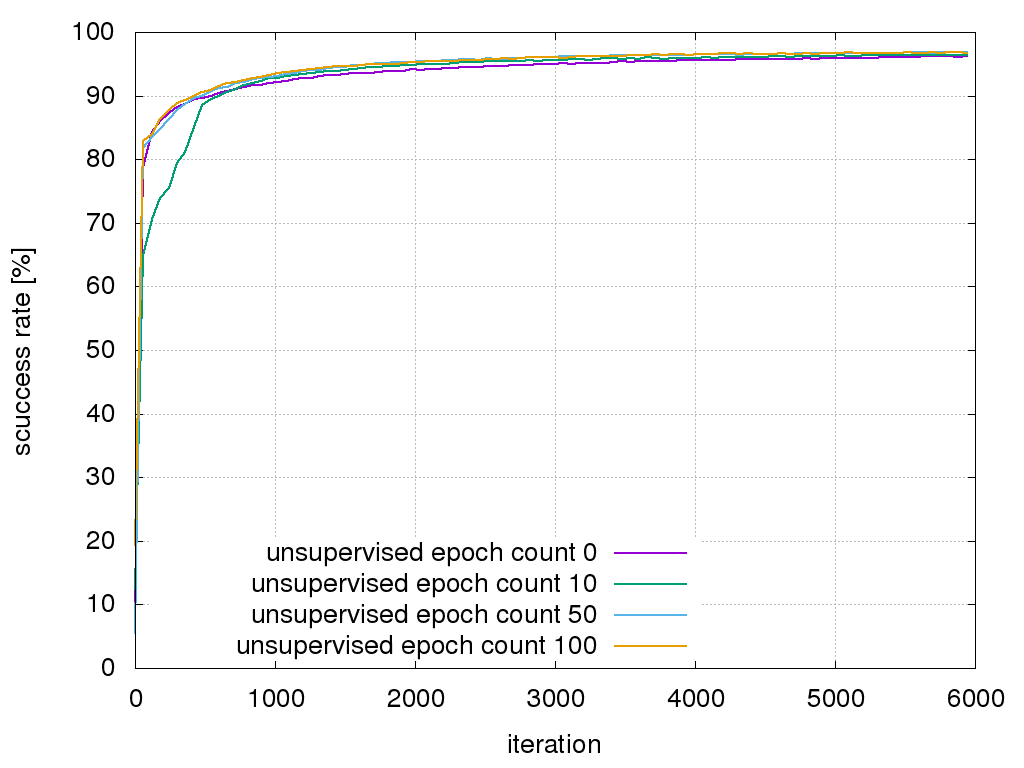 100
90
80
70
60
50
40
30
20
10
0
scuccess rate [%]
unsupervised epoch count 0
unsupervised epoch count 10
unsupervised epoch count 50
unsupervised epoch count 100
0 1000 2000 3000 4000 5000 6000
iteration